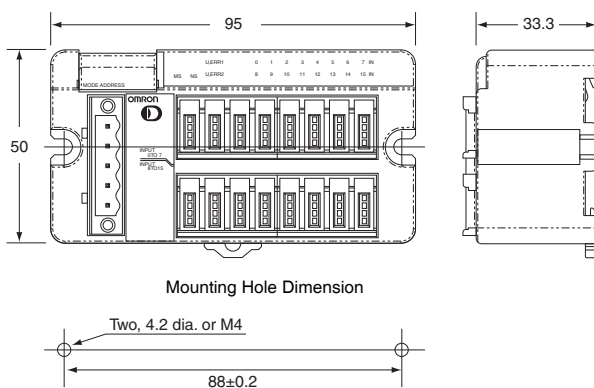 95
33.3
50
U.ERR1 0 1 2 3 4 5 6 7 IN
MS NS U.ERR2 8 9 10 11 12 13 14 15 IN
MODE ADDRESS
OMRON
D
INPUT
0TO 7
INPUT
8TO15
Mounting Hole Dimension
Two, 4.2 dia. or M4
88±0.2